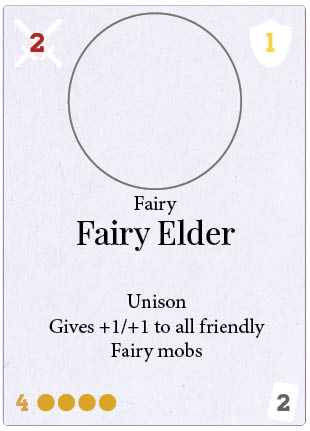 2
1
Fairy
Fairy Elder
Unison
Gives +1/+1 to all friendly
Fairy mobs
4
2